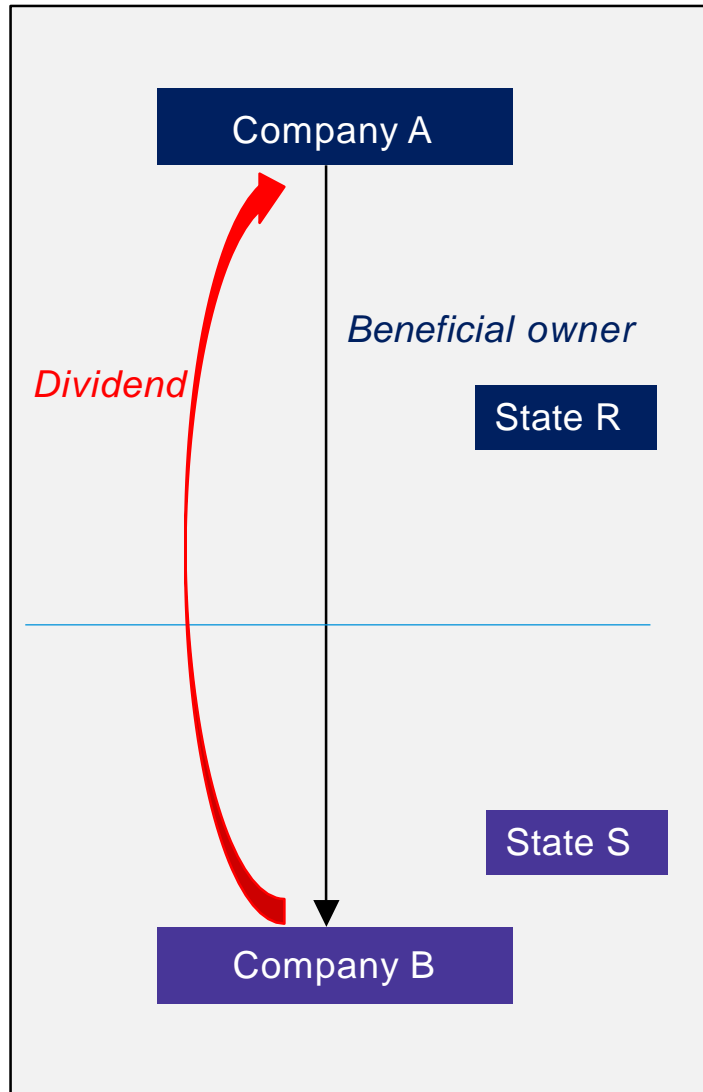 Company A
Beneficial owner
Dividend
State R
State S
Company B